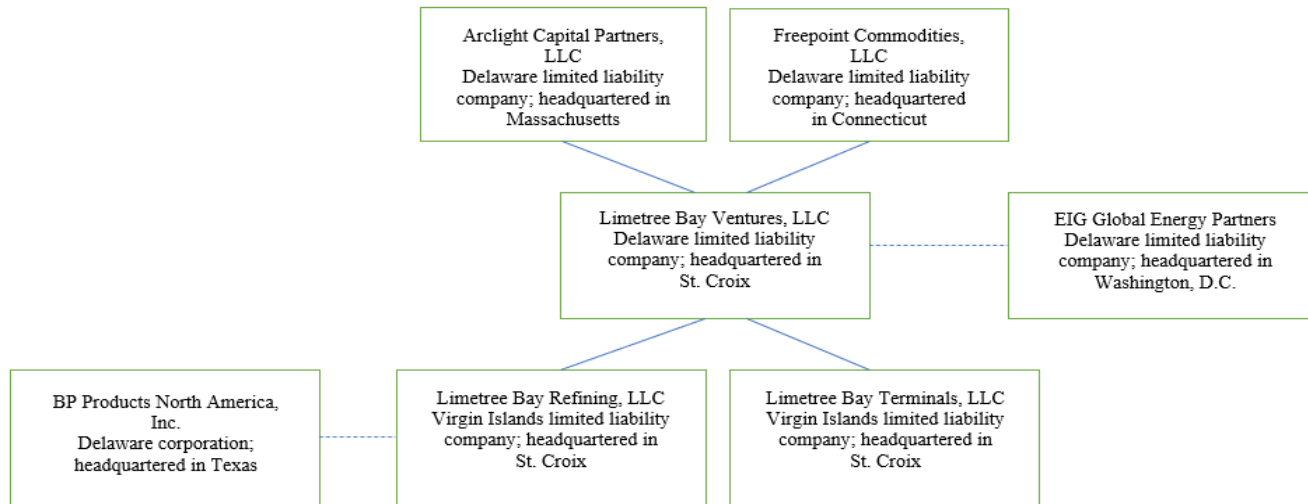 Arclight Capital Partners,
LLC
Delaware limited liability
company; headquartered in
Massachusetts
Freepoint Commodities,
LLC
Delaware limited liability
company; headquartered
in Connecticut
Limetree Bay Ventures, LLC
Delaware limited liability
company; headquartered in
St. Croix
EIG Global Energy Partners
Delaware limited liability
company; headquartered in
Washington, D.C.
BP Products North America,
Inc.
Delaware corporation;
headquartered in Texas
Limetree Bay Refining, LLC
Virgin Islands limited liability
company; headquartered in
St. Croix
Limetree Bay Terminals, LLC
Virgin Islands limited liability
company; headquartered in
St. Croix